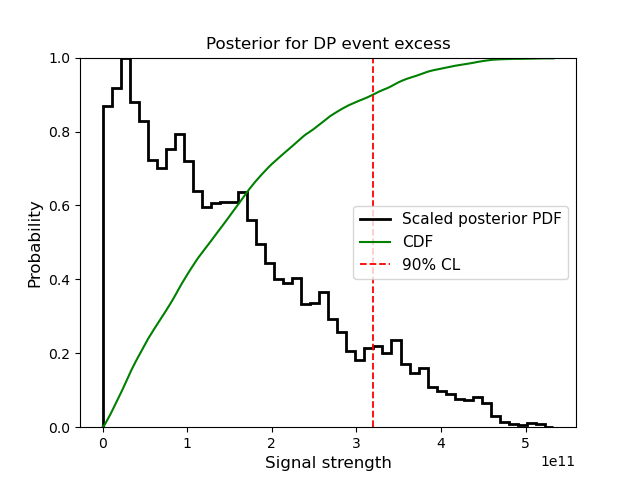 Posterior for DP event excess
Probability
1.0
0.8
0.6
0.4
0.2
0.0
Scaled posterior PDF
CDF
90% CL
0 1 2 3 4 5
1e11
Signal strength